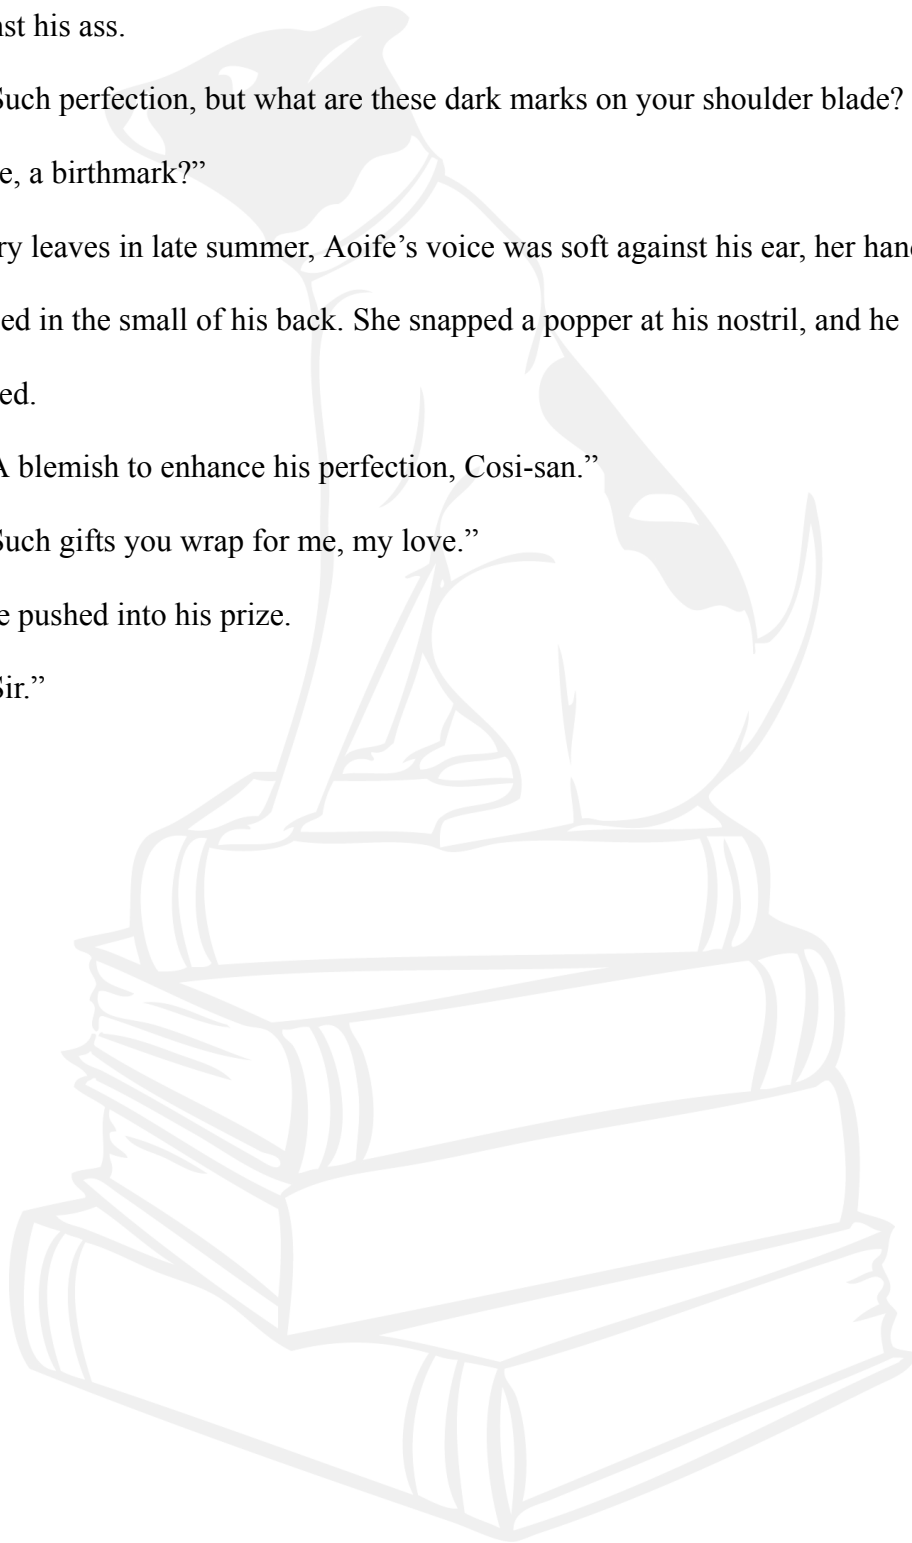 nst his ass.
Such perfection, but what are these dark marks on your shoulder blade?
e, a birthmark?”
ry leaves in late summer, Aoife’s voice was soft against his ear, her han
ed in the small of his back. She snapped a popper at his nostril, and he
ed.
A blemish to enhance his perfection, Cosi-san.”
Such gifts you wrap for me, my love.”
e pushed into his prize.
Sir.”